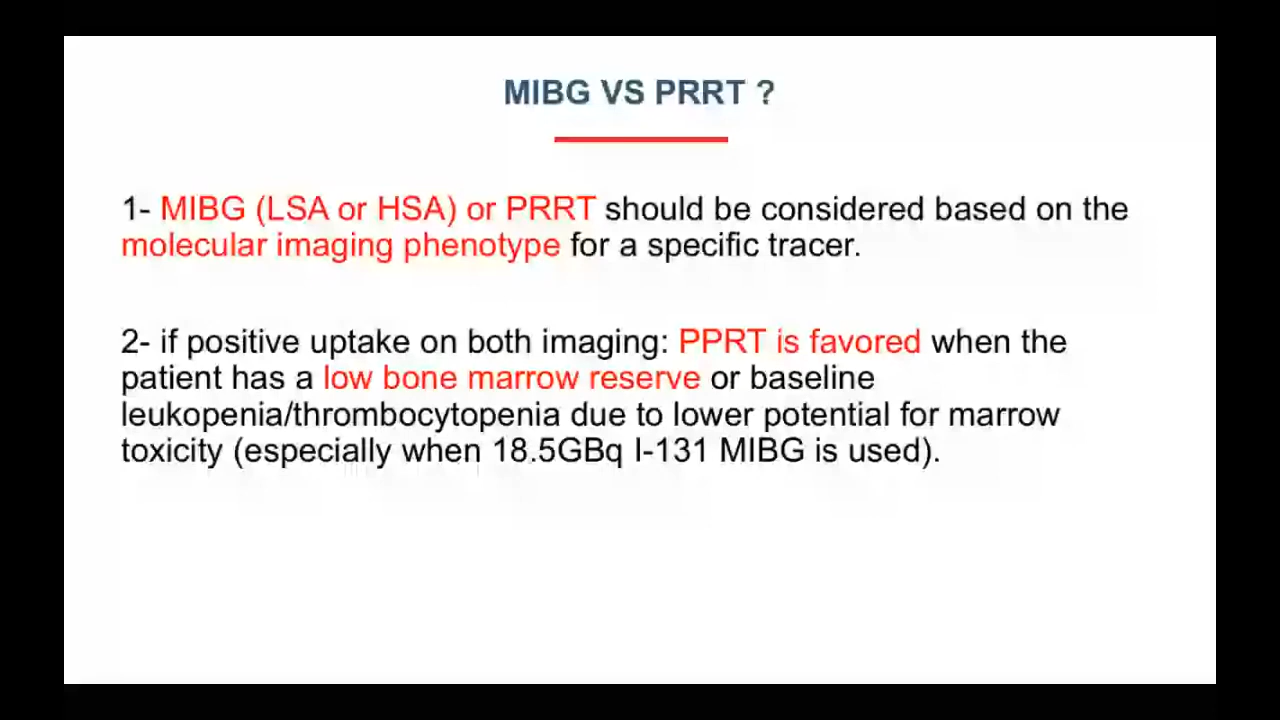 MIBG VS PRRT ?
1- MIBG (LSA or HSA) or PRRT should be considered based on the
molecular imaging phenotype for a specific tracer.
2- if positive uptake on both imaging: PPRT is favored when the
patient has a low bone marrow reserve or baseline
leukopenia/thrombocytopenia due to lower potential for marrow
toxicity (especially when 18.5GBq I-131 MIBG is used).